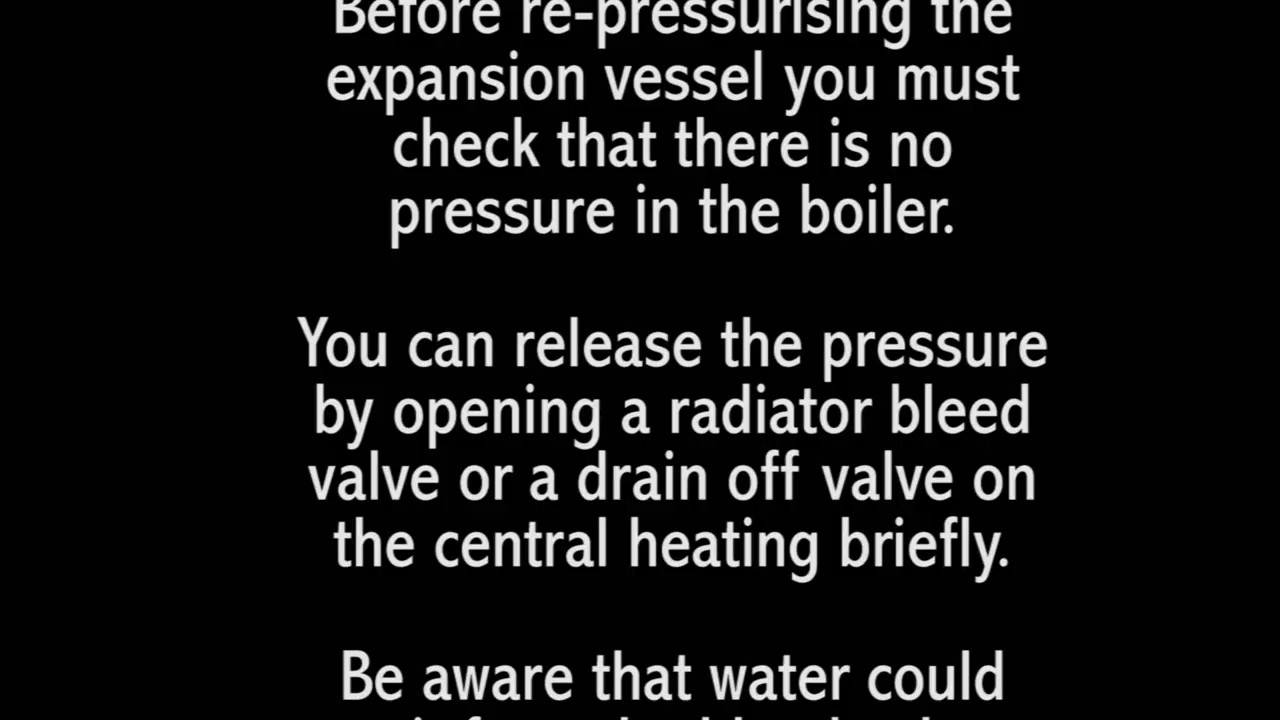 Before re-pressurising the
expansion vessel you must
check that there is no
pressure in the boiler.
You can release the pressure
by opening a radiator bleed
valve or a drain off valve on
the central heating briefly.
Be aware that water could